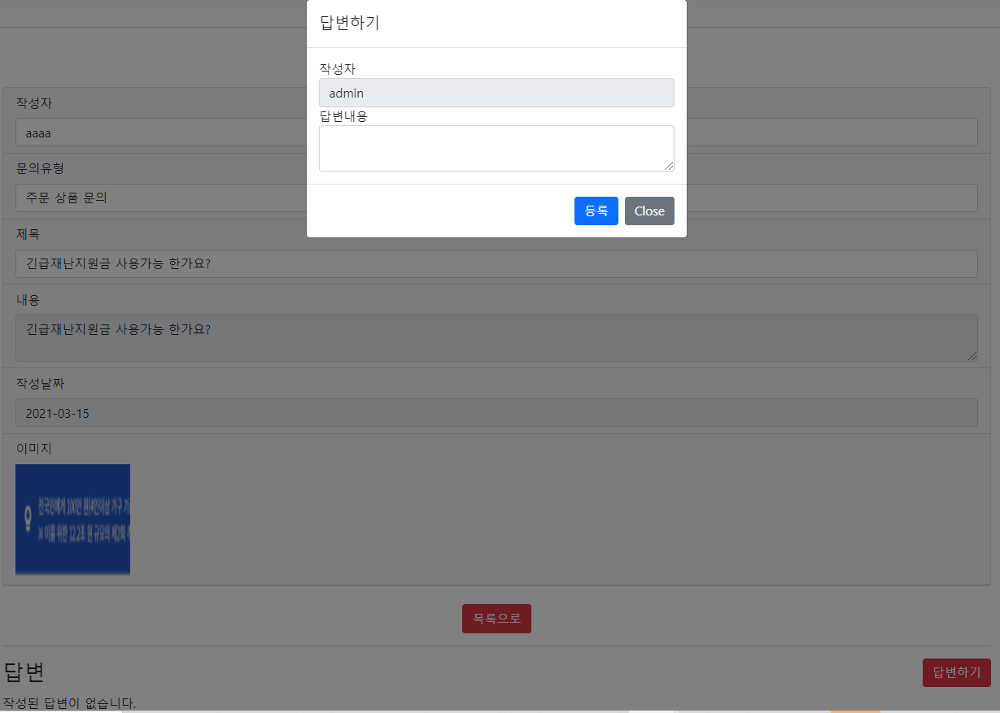 답변하기
작성자
admin
답변내용
등록
Close
작성자
aaaa
문의유형
주문 상품 문의
제목
긴급재난지원금 사용가능 한가요?
내용
긴급재난지원금 사용가능 한가요?
작성날짜
2021-03-15
이미지
전국민에게 100만 원(4인이상 가구
※ 이를 위한 12.2조 원 규모의 제2회
목록으로
답변
답변하기
작성된 답변이 없습니다.